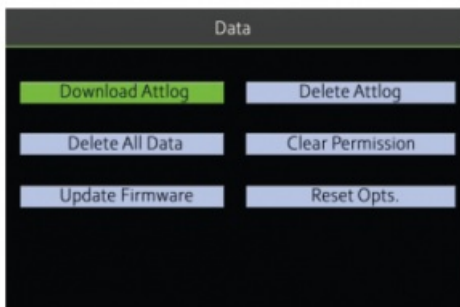 Data
Download Attlog
Delete Attlog
Delete All Data
Clear Permission
Update Firmware
Reset Opts.